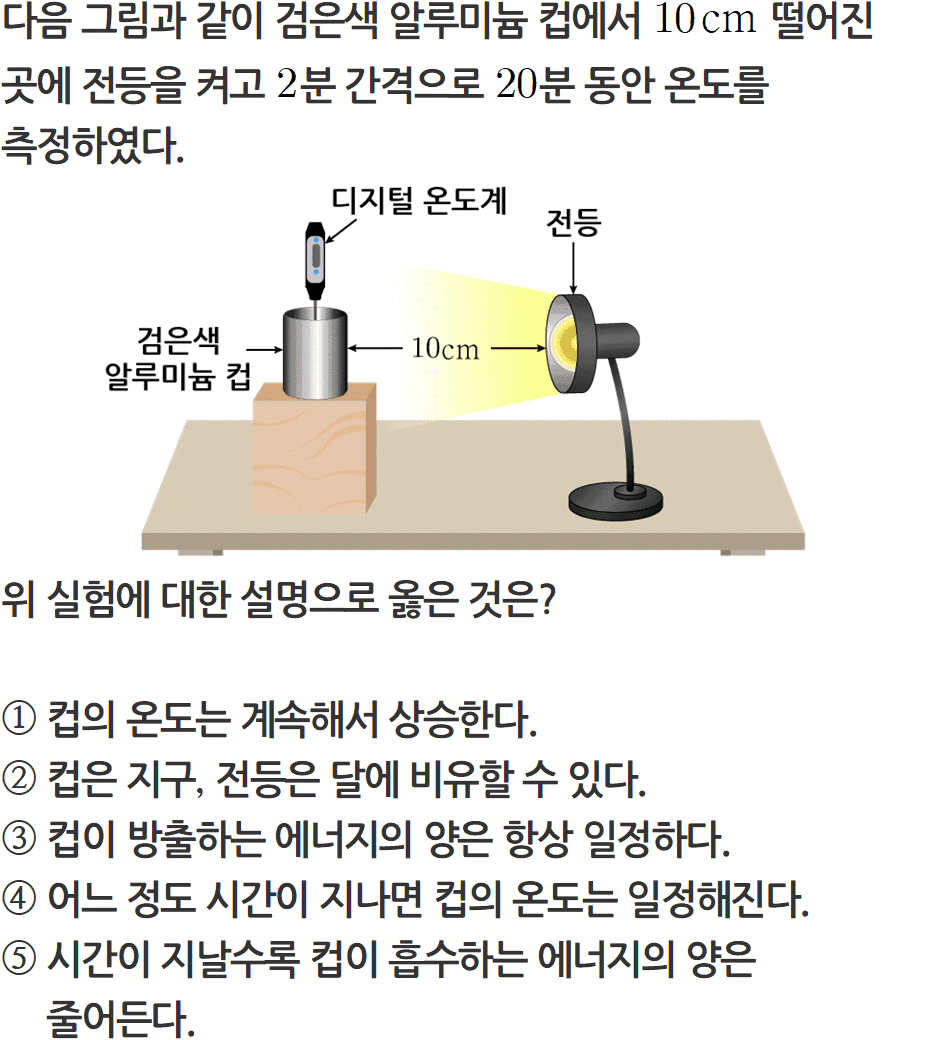 다음 그림과 같이 검은색 알루미늄 컵에서 10cm 떨어진
곳에 전등을 켜고 2분 간격으로 20분 동안 온도를
측정하였다.
디지털 온도계
전등
검은색
알루미늄 컵
10cm
위 실험에 대한 설명으로 옳은 것은?
① 컵의 온도는 계속해서 상승한다.
② 컵은 지구, 전등은 달에 비유할 수 있다.
③ 컵이 방출하는 에너지의 양은 항상 일정하다.
④ 어느 정도 시간이 지나면 컵의 온도는 일정해진다.
⑤ 시간이 지날수록 컵이 흡수하는 에너지의 양은
줄어든다.